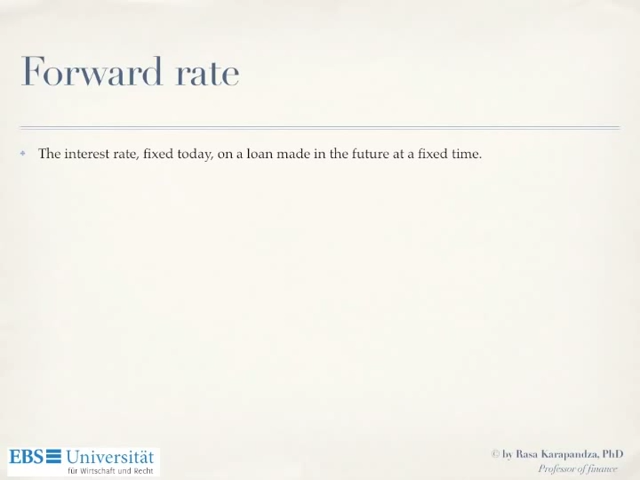 Forward rate
The interest rate, fixed today, on a loan made in the future at a fixed time.
EBS Universität
für Wirtschaft und Recht
© by Rasa Karapandza, PhD
Professor of finance